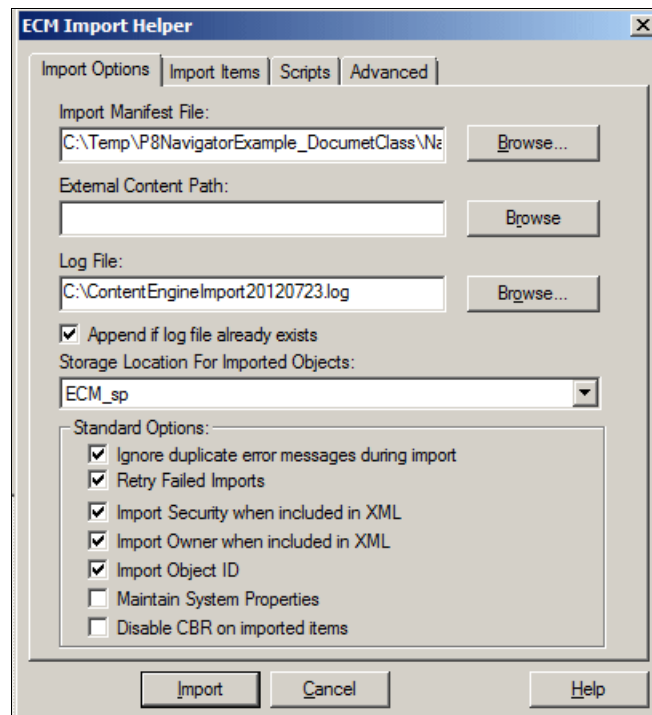 ECM Import Helper
Import Options Import Items Scripts Advanced
Import Manifest File:
C:\Temp\P8NavigatorExample_DocumetClass\Na Browse...
External Content Path:
Browse
Log File:
C:\ContentEngineImport20120723.log Browse...
Append if log file already exists
Storage Location For Imported Objects:
ECM_sp
Standard Options:
Ignore duplicate error messages during import
Retry Failed Imports
Import Security when included in XML
Import Owner when included in XML
Import Object ID
Maintain System Properties
Disable CBR on imported items
Import Cancel Help